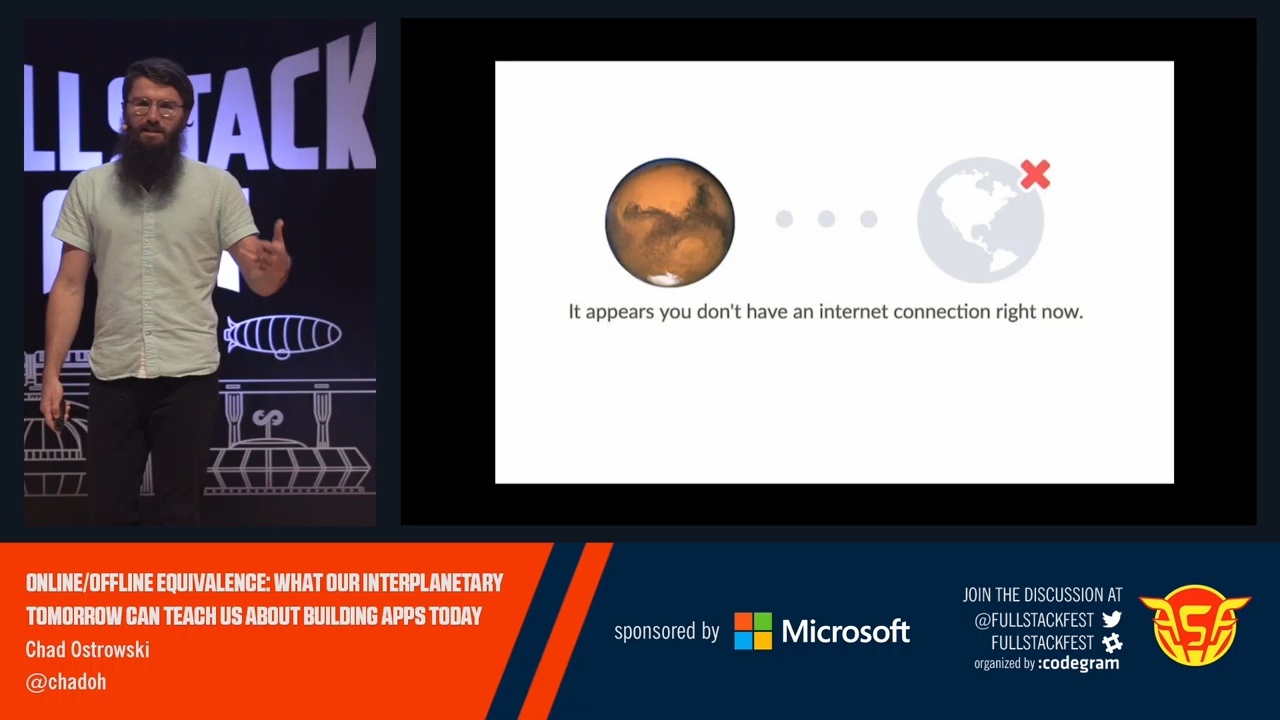 LLSTACK
It appears you don't have an internet connection right now.
ONLINE/OFFLINE EQUIVALENCE: WHAT OUR INTERPLANETARY
TOMORROW CAN TEACH US ABOUT BUILDING APPS TODAY
Chad Ostrowski
@chadoh
sponsored by Microsoft
JOIN THE DISCUSSION AT
@FULLSTACKFEST
FULLSTACKFEST
organized by :codegram
FSF